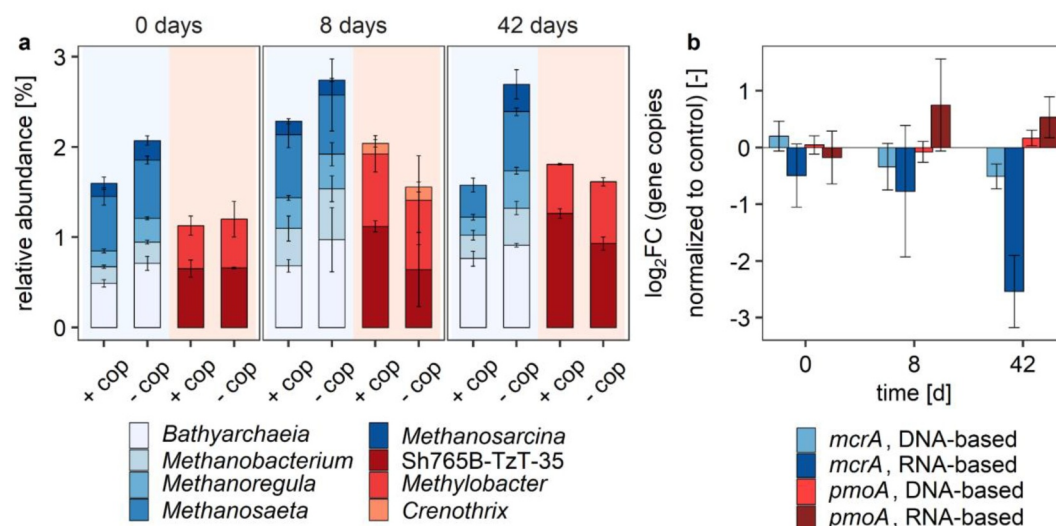 a
0 days
8 days
42 days
relative abundance [%]
3
2
1
0
+ cop
- cop
+ cop
- cop
+ cop
- cop
+ cop
- cop
+ cop
- cop
+ cop
- cop
Bathyarchaeia
Methanobacterium
Methanoregula
Methanosaeta
Methanosarcina
Sh765B-TzT-35
Methylobacter
Crenothrix
b
log₂FC (gene copies
normalized to control) [-]
1
0
-1
-2
-3
0
8
42
time [d]
mcrA, DNA-based
mcrA, RNA-based
pmoA, DNA-based
pmoA, RNA-based